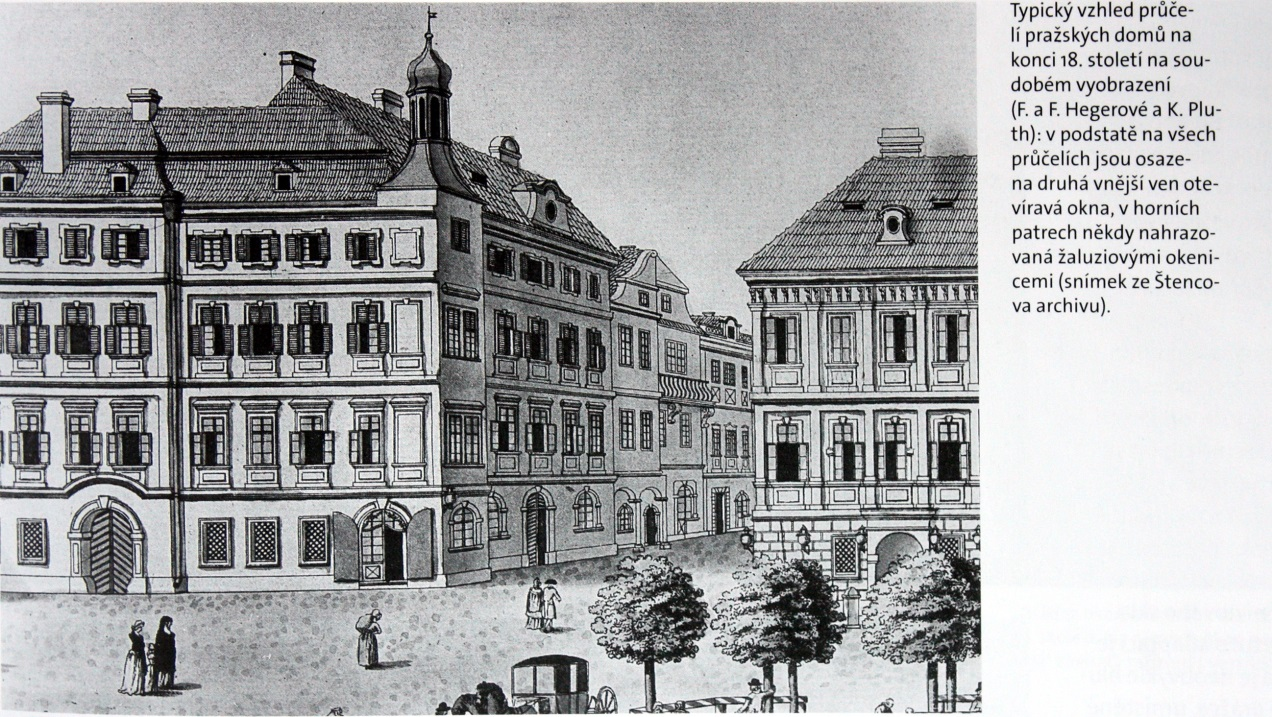 Typický vzhled průče-
lí pražských domů na
konci 18. století na sou-
dobém vyobrazení
(F. a F. Hegerové a K. Plu-
th): v podstatě na všech
průčelích jsou osaze-
na druhá vnější ven ote-
víravá okna, v horních
patrech někdy nahrazo-
vaná žaluziovými okeni-
cemi (snímek ze Štenco-
va archivu).